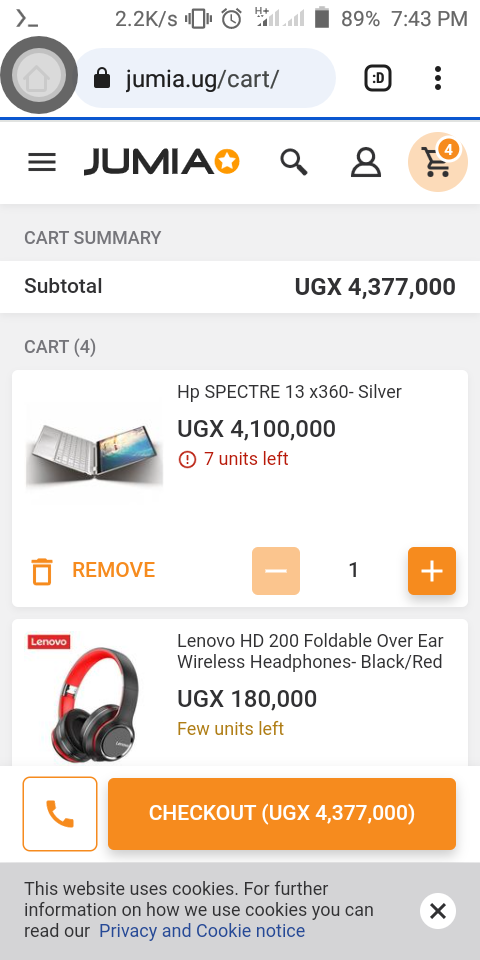 2.2K/s H+ 89% 7:43 PM
jumia.ug/cart/ :D
JUMIA 4
CART SUMMARY
Subtotal UGX 4,377,000
CART (4)
Hp SPECTRE 13 x360- Silver
UGX 4,100,000
7 units left
REMOVE − 1 +
Lenovo
Lenovo HD 200 Foldable Over Ear
Wireless Headphones- Black/Red
UGX 180,000
Lenovo
Few units left
CHECKOUT (UGX 4,377,000)
This website uses cookies. For further
information on how we use cookies you can
read our Privacy and Cookie notice